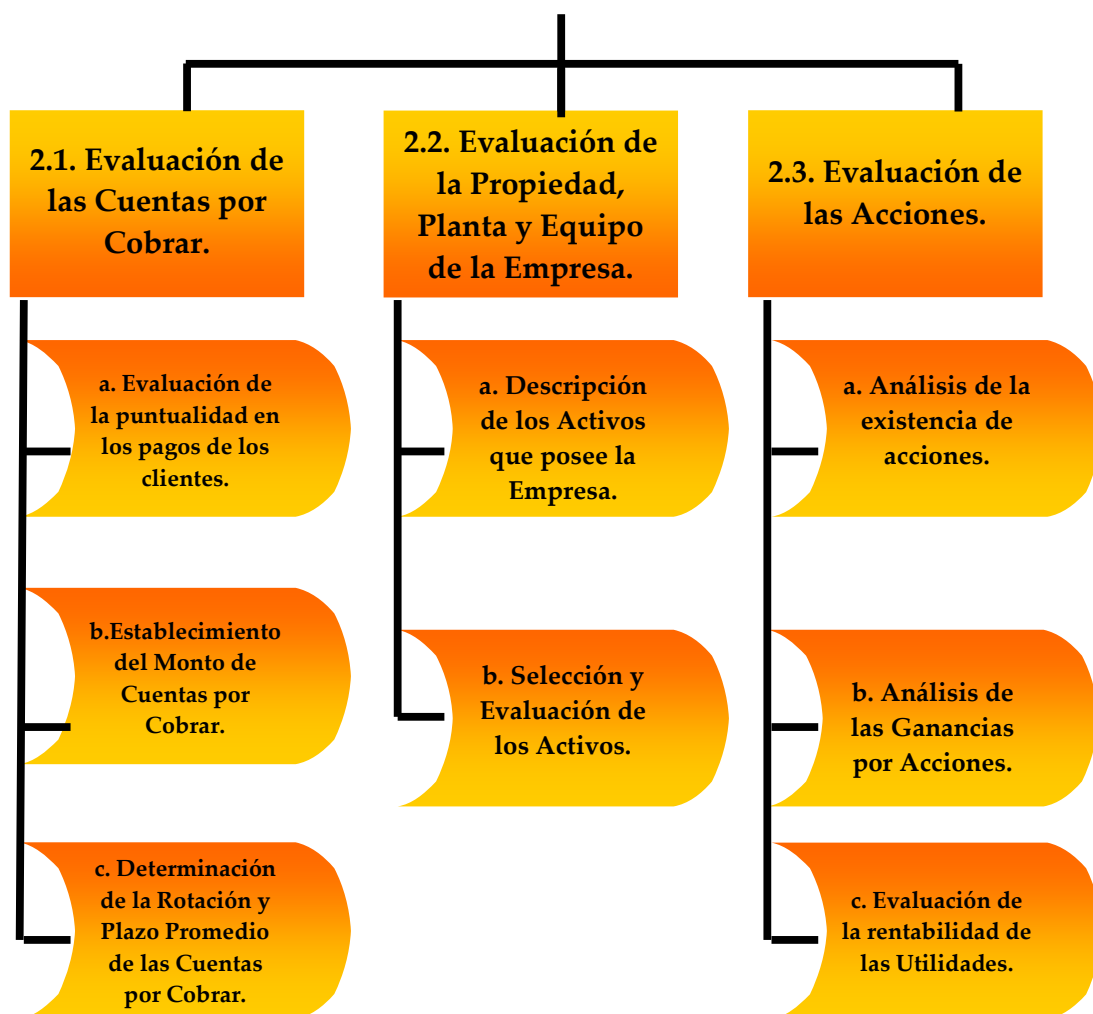 2.1. Evaluación de
las Cuentas por
Cobrar.
a. Evaluación de
la puntualidad en
los pagos de los
clientes.
b.Establecimiento
del Monto de
Cuentas por
Cobrar.
c. Determinación
de la Rotación y
Plazo Promedio
de las Cuentas
por Cobrar.
2.2. Evaluación de
la Propiedad,
Planta y Equipo
de la Empresa.
a. Descripción
de los Activos
que posee la
Empresa.
b. Selección y
Evaluación de
los Activos.
2.3. Evaluación de
las Acciones.
a. Análisis de la
existencia de
acciones.
b. Análisis de
las Ganancias
por Acciones.
c. Evaluación de
la rentabilidad de
las Utilidades.